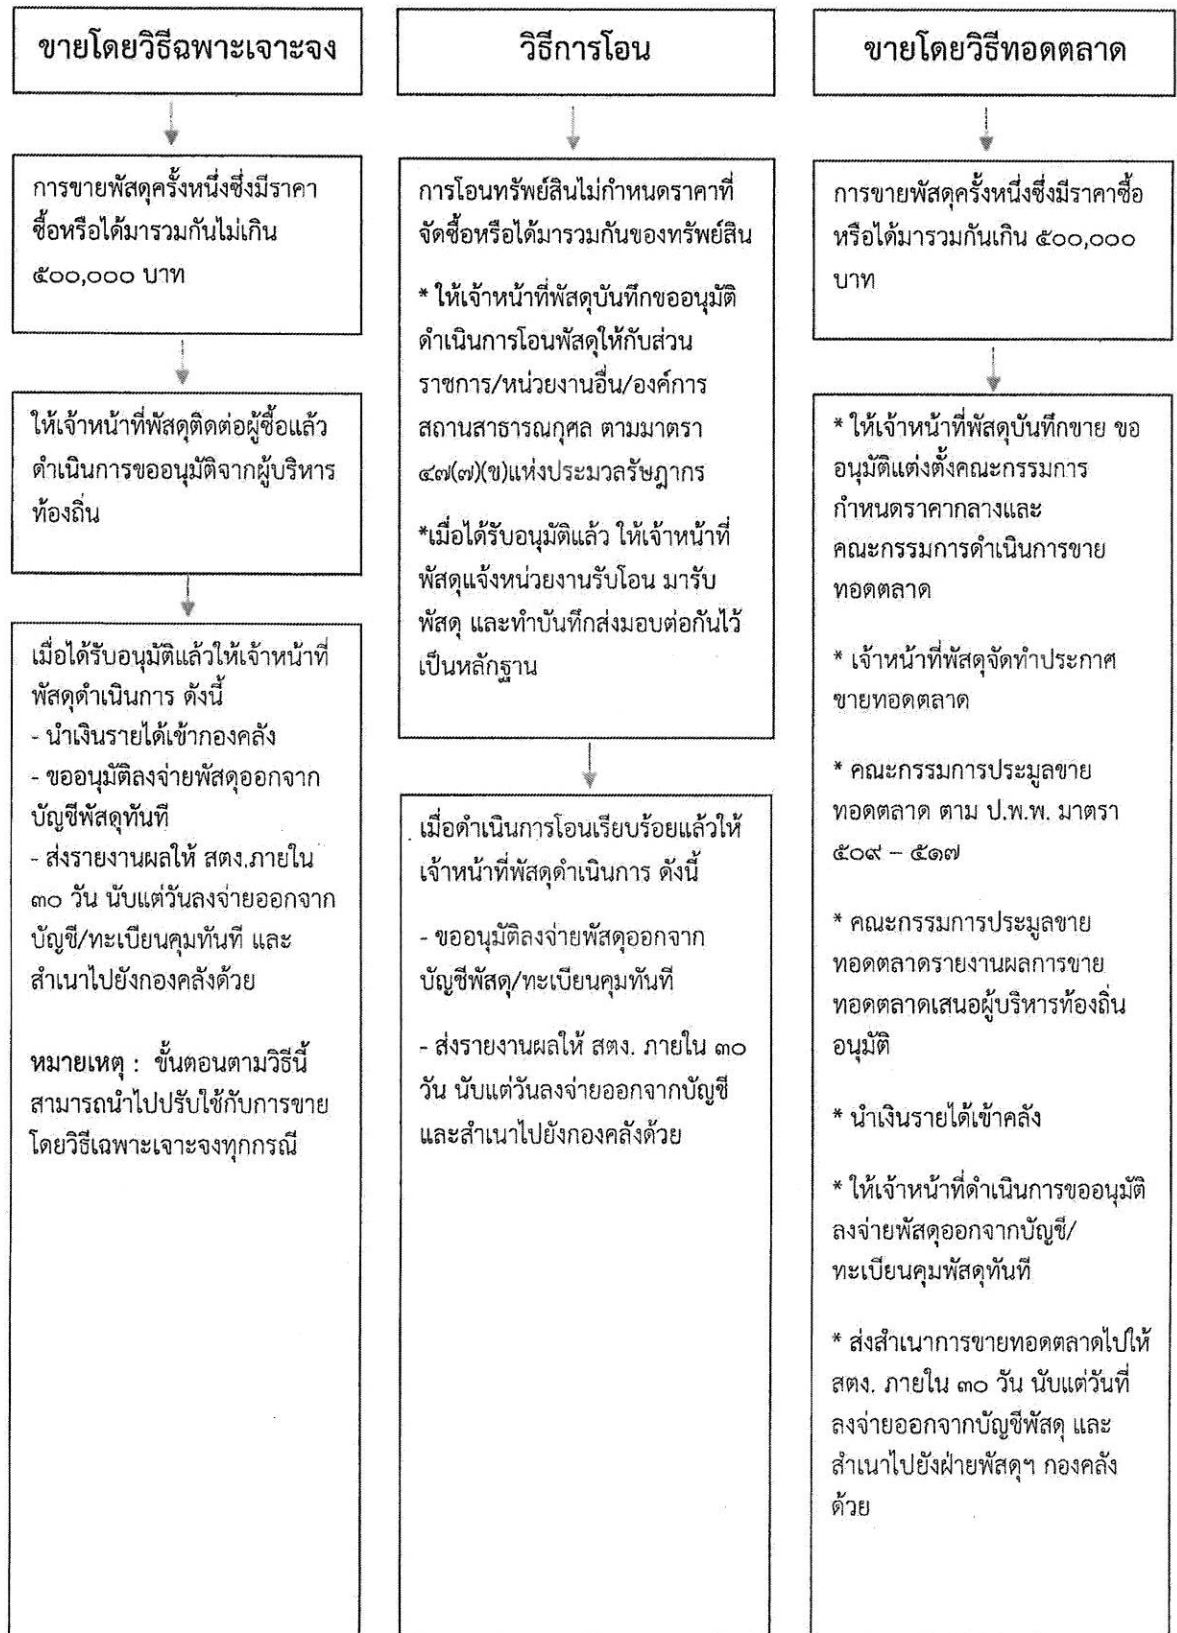 ขายโดยวิธีฉพาะเจาะจง
การขายพัสดุครั้งหนึ่งซึ่งมีราคา
ซื้อหรือได้มารวมกันไม่เกิน
๕๐๐,๐๐๐ บาท
ให้เจ้าหน้าที่พัสดุติดต่อผู้ซื้อแล้ว
ดำเนินการขออนุมัติจากผู้บริหาร
ท้องถิ่น
เมื่อได้รับอนุมัติแล้วให้เจ้าหน้าที่
พัสดุดำเนินการ ดังนี้
- นำเงินรายได้เข้ากองคลัง
- ขออนุมัติลงจ่ายพัสดุออกจาก
บัญชีพัสดุทันที
- ส่งรายงานผลให้ สตง.ภายใน
๓๐ วัน นับแต่วันลงจ่ายออกจาก
บัญชี/ทะเบียนคุมทันที และ
สำเนาไปยังกองคลังด้วย
หมายเหตุ : ขั้นตอนตามวิธีนี้
สามารถนำไปปรับใช้กับการขาย
โดยวิธีเฉพาะเจาะจงทุกกรณี
วิธีการโอน
การโอนทรัพย์สินไม่กำหนดราคาที่
จัดซื้อหรือได้มารวมกันของทรัพย์สิน
* ให้เจ้าหน้าที่พัสดุบันทึกขออนุมัติ
ดำเนินการโอนพัสดุให้กับส่วน
ราชการ/หน่วยงานอื่น/องค์การ
สถานสาธารณกุศล ตามมาตรา
๔๗(๗)(ข)แห่งประมวลรัษฎากร
*เมื่อได้รับอนุมัติแล้ว ให้เจ้าหน้าที่
พัสดุแจ้งหน่วยงานรับโอน มารับ
พัสดุ และทำบันทึกส่งมอบต่อกันไว้
เป็นหลักฐาน
เมื่อดำเนินการโอนเรียบร้อยแล้วให้
เจ้าหน้าที่พัสดุดำเนินการ ดังนี้
- ขออนุมัติลงจ่ายพัสดุออกจาก
บัญชีพัสดุ/ทะเบียนคุมทันที
- ส่งรายงานผลให้ สตง. ภายใน ๓๐
วัน นับแต่วันลงจ่ายออกจากบัญชี
และสำเนาไปยังกองคลังด้วย
ขายโดยวิธีทอดตลาด
การขายพัสดุครั้งหนึ่งซึ่งมีราคาซื้อ
หรือได้มารวมกันเกิน ๕๐๐,๐๐๐
บาท
* ให้เจ้าหน้าที่พัสดุบันทึกขาย ขอ
อนุมัติแต่งตั้งคณะกรรมการ
กำหนดราคากลางและ
คณะกรรมการดำเนินการขาย
ทอดตลาด
* เจ้าหน้าที่พัสดุจัดทำประกาศ
ขายทอดตลาด
* คณะกรรมการประมูลขาย
ทอดตลาด ตาม ป.พ.พ. มาตรา
๕๐๙ – ๕๑๗
* คณะกรรมการประมูลขาย
ทอดตลาดรายงานผลการขาย
ทอดตลาดเสนอผู้บริหารท้องถิ่น
อนุมัติ
* นำเงินรายได้เข้าคลัง
* ให้เจ้าหน้าที่ดำเนินการขออนุมัติ
ลงจ่ายพัสดุออกจากบัญชี/
ทะเบียนคุมพัสดุทันที
* ส่งสำเนาการขายทอดตลาดไปให้
สตง. ภายใน ๓๐ วัน นับแต่วันที่
ลงจ่ายออกจากบัญชีพัสดุ และ
สำเนาไปยังฝ่ายพัสดุฯ กองคลัง
ด้วย